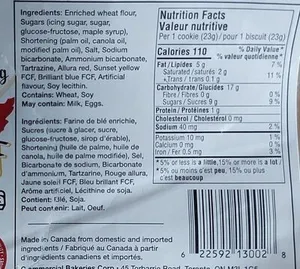 Ingredients: Enriched wheat flour,
Sugars (icing sugar, sugar,
glucose-fructose, maple syrup),
Shortening (palm oil, canola oil,
modified palm oil), Salt, Sodium
bicarbonate, Ammonium bicarbonate,
Tartrazine, Allura red, Sunset yellow
FCF, Brilliant blue FCF, Artificial
flavour, Soy lecithin.
Contains: Wheat, Soy
May contain: Milk, Eggs.
Ingrédients: Farine de blé enrichie,
Sucres (sucre à glacer, sucre,
glucose-fructose, sirop d'érable),
Shortening (huile de palme, huile de
canola, huile de palme modifiée), Sel,
Bicarbonate de sodium, Bicarbonate
d'ammonium, Tartrazine, Rouge allura,
Jaune soleil FCF, Bleu brillant FCF,
Arôme artificiel, Lécithine de soja.
Contient: Blé, Soja.
Peut contenir: Lait, Oeuf.
Nutrition Facts
Valeur nutritive
Per 1 cookie (23g) / pour 1 biscuit (23g)
Calories 110 % Daily Value*
% valeur quotidienne*
Fat / Lipides 5 g 7 %
Saturated / saturés 2 g
+ Trans / trans 0.1 g 11 %
Carbohydrate / Glucides 17 g
Fibre / Fibres 0 g 0 %
Sugars / Sucres 9 g 9 %
Protein / Protéines 1 g
Cholesterol / Cholestérol 0 mg
Sodium 40 mg 2 %
Potassium 10 mg 1 %
Calcium 0 mg 0 %
Iron / Fer 0.5 mg 3 %
*5% or less is a little, 15% or more is a lot /
*5% ou moins c'est peu, 15% ou plus
c'est beaucoup
Made in Canada from domestic and imported
ingredients / Fabriqué au Canada à partir
d'ingrédients canadiens et importés.
6 22592 13002 8